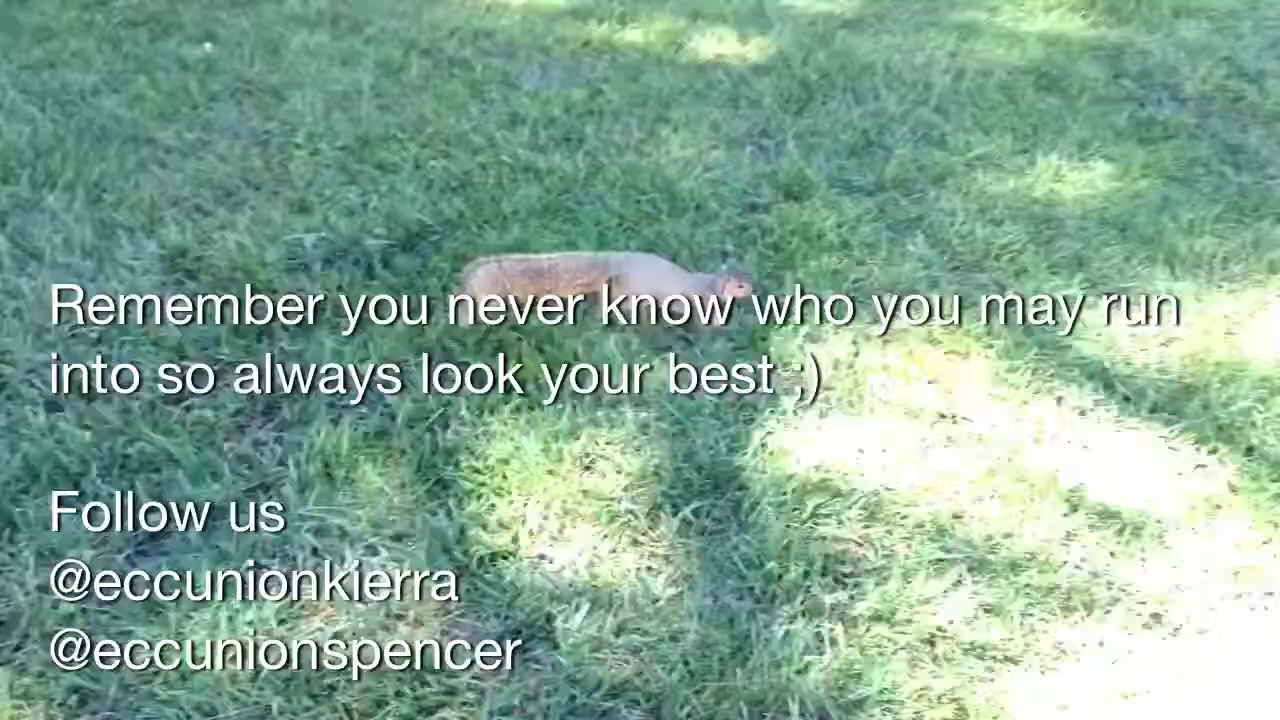 Remember you never know who you may run
into so always look your best ;)
Follow us
@eccunionkierra
@eccunionspencer